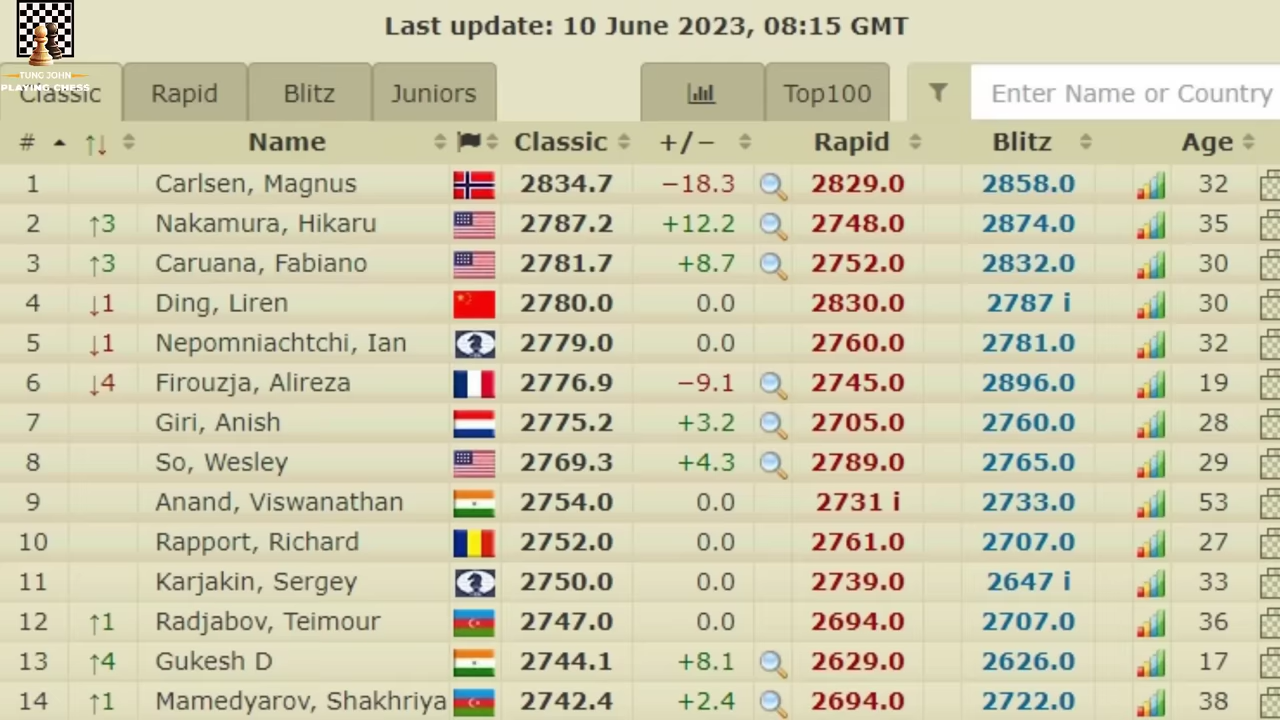 Last update: 10 June 2023, 08:15 GMT
TUNG JOHN
PLAYING CHESS
Classic Rapid Blitz Juniors Top100 Enter Name or Country
# ↑↓ Name Classic +/− Rapid Blitz Age
1 Carlsen, Magnus 2834.7 −18.3 2829.0 2858.0 32
2 ↑3 Nakamura, Hikaru 2787.2 +12.2 2748.0 2874.0 35
3 ↑3 Caruana, Fabiano 2781.7 +8.7 2752.0 2832.0 30
4 ↓1 Ding, Liren 2780.0 0.0 2830.0 2787 i 30
5 ↓1 Nepomniachtchi, Ian 2779.0 0.0 2760.0 2781.0 32
6 ↓4 Firouzja, Alireza 2776.9 −9.1 2745.0 2896.0 19
7 Giri, Anish 2775.2 +3.2 2705.0 2760.0 28
8 So, Wesley 2769.3 +4.3 2789.0 2765.0 29
9 Anand, Viswanathan 2754.0 0.0 2731 i 2733.0 53
10 Rapport, Richard 2752.0 0.0 2761.0 2707.0 27
11 Karjakin, Sergey 2750.0 0.0 2739.0 2647 i 33
12 ↑1 Radjabov, Teimour 2747.0 0.0 2694.0 2707.0 36
13 ↑4 Gukesh D 2744.1 +8.1 2629.0 2626.0 17
14 ↑1 Mamedyarov, Shakhriya 2742.4 +2.4 2694.0 2722.0 38